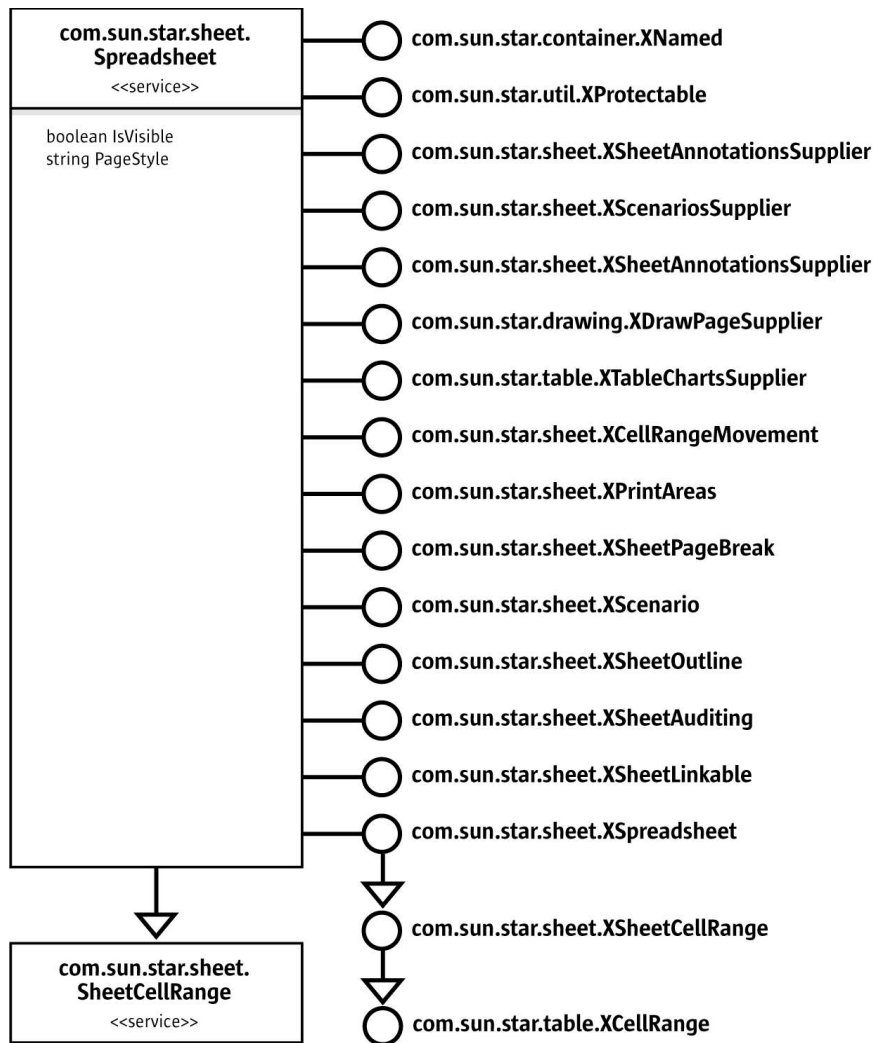 com.sun.star.sheet.
Spreadsheet
<<service>>
boolean IsVisible
string PageStyle
com.sun.star.container.XNamed
com.sun.star.util.XProtectable
com.sun.star.sheet.XSheetAnnotationsSupplier
com.sun.star.sheet.XScenariosSupplier
com.sun.star.sheet.XSheetAnnotationsSupplier
com.sun.star.drawing.XDrawPageSupplier
com.sun.star.table.XTableChartsSupplier
com.sun.star.sheet.XCellRangeMovement
com.sun.star.sheet.XPrintAreas
com.sun.star.sheet.XSheetPageBreak
com.sun.star.sheet.XScenario
com.sun.star.sheet.XSheetOutline
com.sun.star.sheet.XSheetAuditing
com.sun.star.sheet.XSheetLinkable
com.sun.star.sheet.XSpreadsheet
com.sun.star.sheet.XSheetCellRange
com.sun.star.table.XCellRange
com.sun.star.sheet.
SheetCellRange
<<service>>